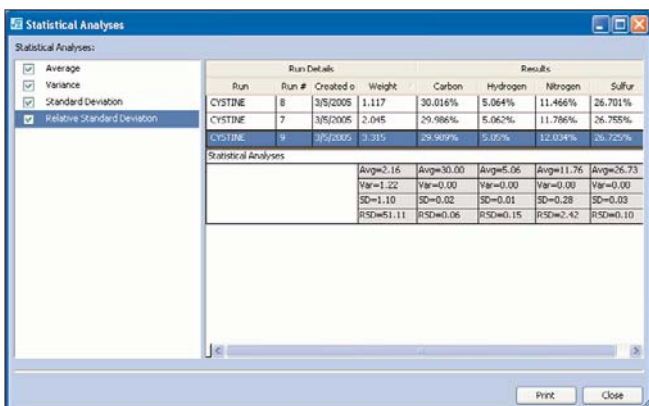 Statistical Analyses
Statistical Analyses:
Average
Variance
Standard Deviation
Relative Standard Deviation
Run Details Results
Run Run # Created o Weight Carbon Hydrogen Nitrogen Sulfur
CYSTINE 8 3/5/2005 1.117 30.016% 5.064% 11.466% 26.701%
CYSTINE 7 3/5/2005 2.045 29.986% 5.062% 11.786% 26.755%
CYSTINE 9 3/5/2005 3.315 29.989% 5.05% 12.034% 26.725%
Statistical Analyses
Avg=2.16 Avg=30.00 Avg=5.06 Avg=11.76 Avg=26.73
Var=1.22 Var=0.00 Var=0.00 Var=0.00 Var=0.00
SD=1.10 SD=0.02 SD=0.01 SD=0.28 SD=0.03
RSD=51.11 RSD=0.06 RSD=0.15 RSD=2.42 RSD=0.10
Print Close